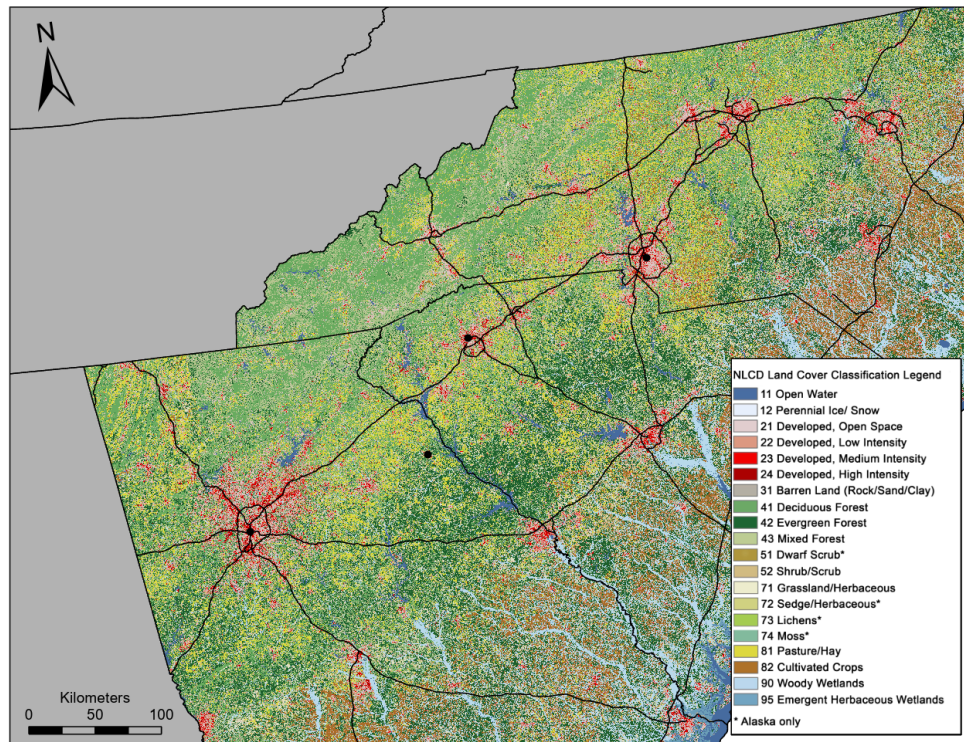 N
NLCD Land Cover Classification Legend
11 Open Water
12 Perennial Ice/ Snow
21 Developed, Open Space
22 Developed, Low Intensity
23 Developed, Medium Intensity
24 Developed, High Intensity
31 Barren Land (Rock/Sand/Clay)
41 Deciduous Forest
42 Evergreen Forest
43 Mixed Forest
51 Dwarf Scrub*
52 Shrub/Scrub
71 Grassland/Herbaceous
72 Sedge/Herbaceous*
73 Lichens*
74 Moss*
81 Pasture/Hay
82 Cultivated Crops
90 Woody Wetlands
95 Emergent Herbaceous Wetlands
* Alaska only
Kilometers
0 25 50 100